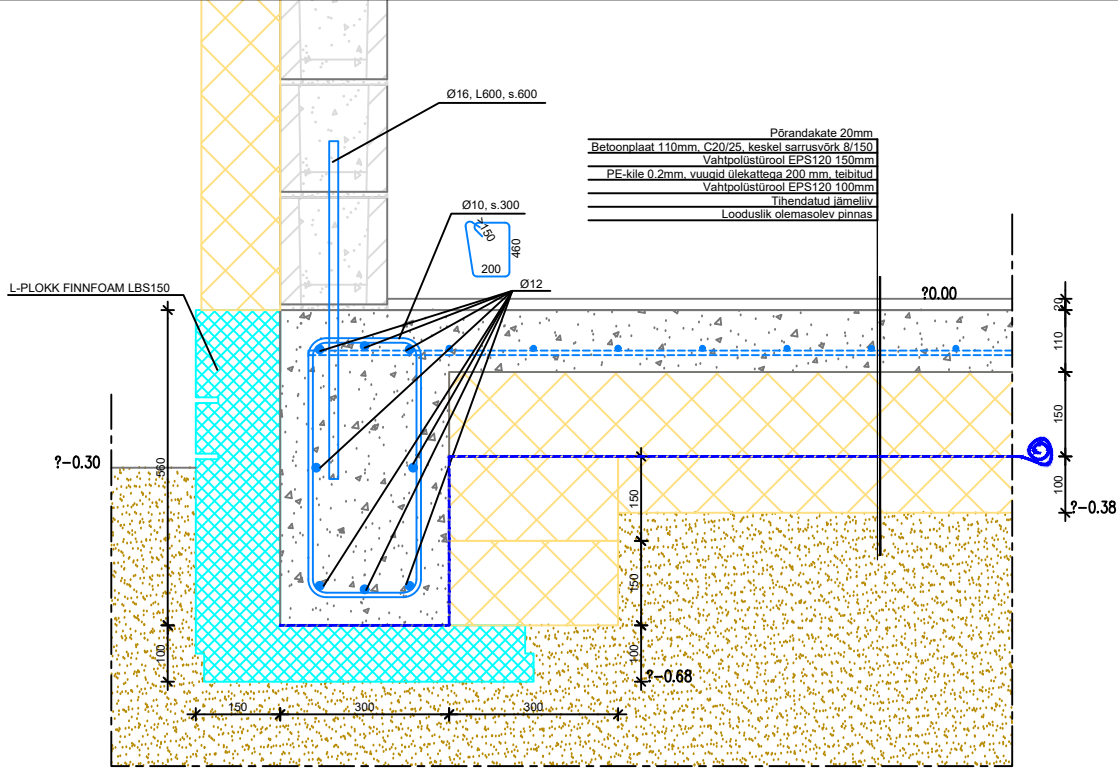 Ø16, L600, s.600
Põrandakate 20mm
Betoonplaat 110mm, C20/25, keskel sarrusvõrk 8/150
Vahtpolüstürool EPS120 150mm
PE-kile 0.2mm, vuugid ülekattega 200 mm, teibitud
Vahtpolüstürool EPS120 100mm
Tihendatud jämeliiv
Looduslik olemasolev pinnas
Ø10, s.300
150
460
200
Ø12
L-PLOKK FINNFOAM LBS150
?0.00
20
110
150
100
?-0.38
?-0.30
560
100
150
150
100
?-0.68
150
300
300